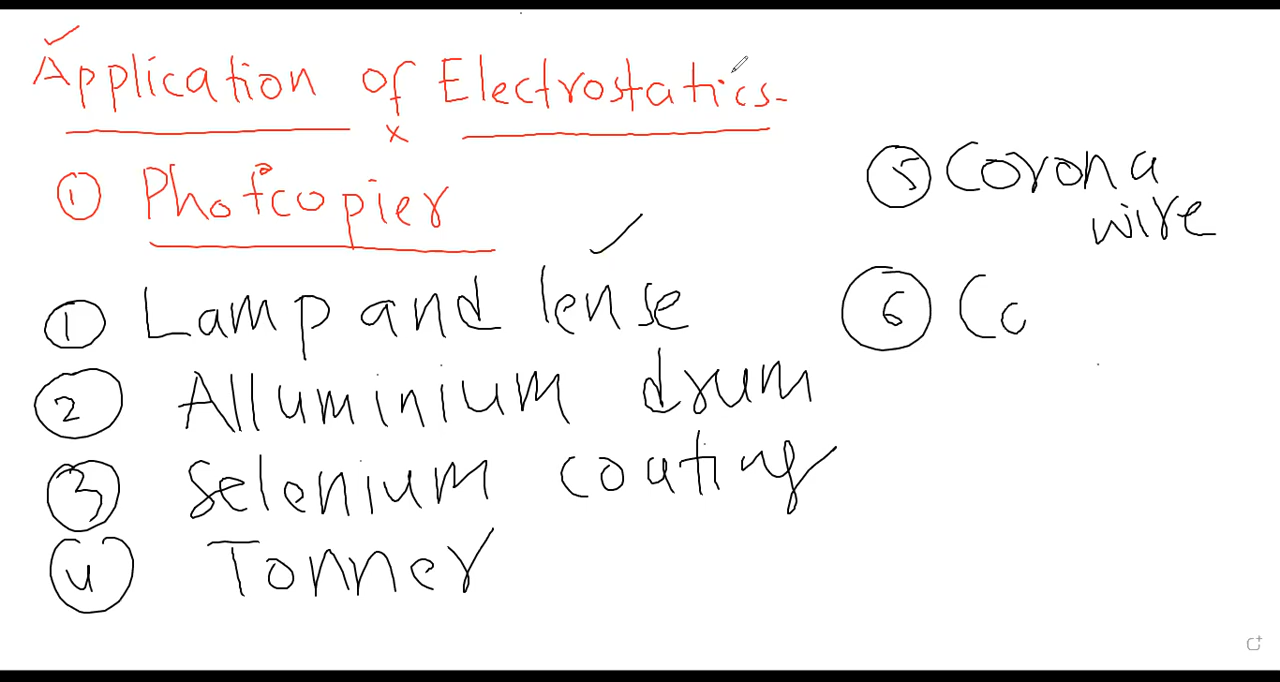 Application of Electrostatics-
① Photocopier
① Lamp and lense
② Alluminium drum
③ Selenium coating
④ Tonner
⑤ Corona
wire
⑥ Co